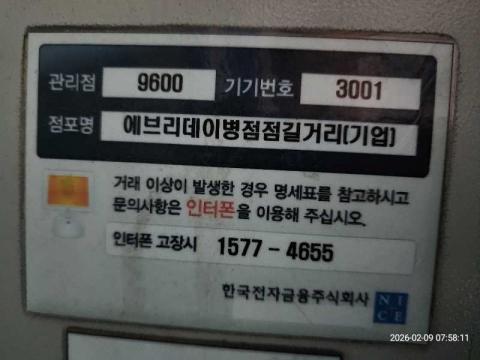 관리점 9600 기기번호 3001
점포명 에브리데이병점점길거리(기업)
거래 이상이 발생한 경우 명세표를 참고하시고
문의사항은 인터폰을 이용해 주십시오.
인터폰 고장시 1577-4655
한국전자금융주식회사 NICE
2026-02-09 07:58:11